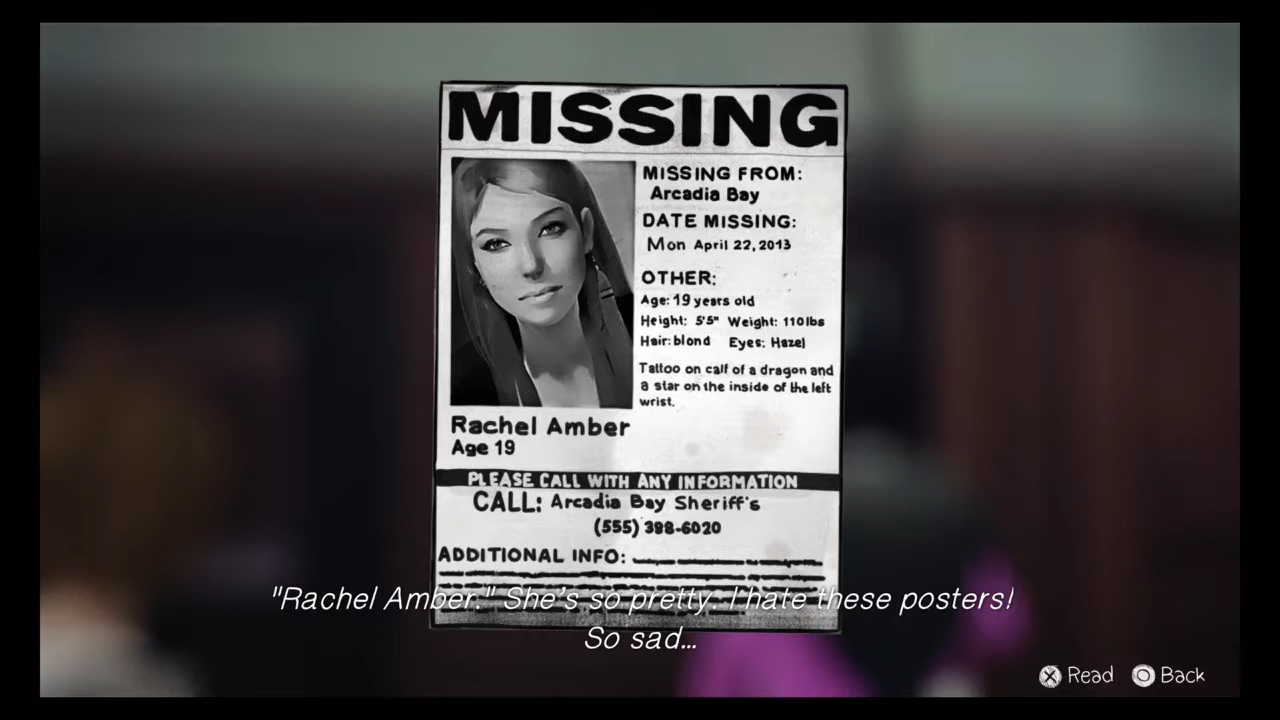 MISSING
MISSING FROM:
Arcadia Bay
DATE MISSING:
Mon April 22, 2013
OTHER:
Age: 19 years old
Height: 5'5" Weight: 110lbs
Hair: blond Eyes: Hazel
Tattoo on calf of a dragon and
a star on the inside of the left
wrist.
Rachel Amber
Age 19
PLEASE CALL WITH ANY INFORMATION
CALL: Arcadia Bay Sheriff's
(555) 398-6020
ADDITIONAL INFO:
"Rachel Amber." She's so pretty. I hate these posters!
So sad...
Read Back